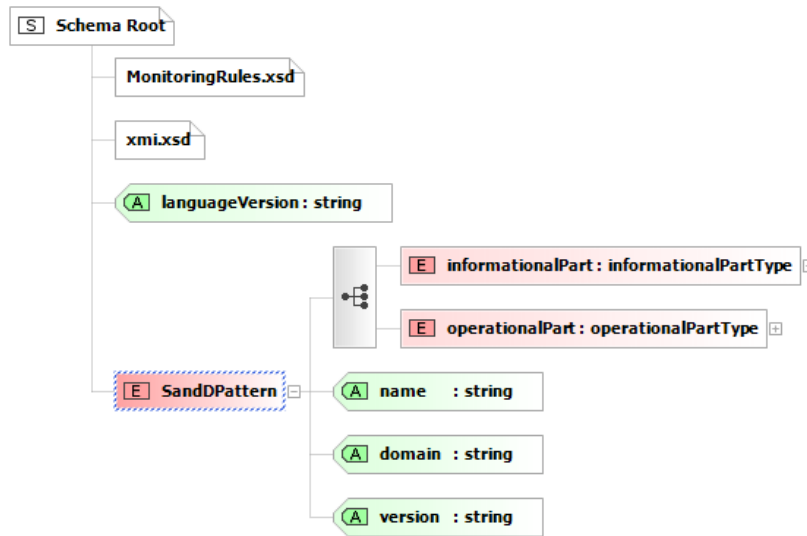 S Schema Root
MonitoringRules.xsd
xmi.xsd
A languageVersion : string
E informationalPart : informationalPartType
E operationalPart : operationalPartType
E SandDPattern
A name : string
A domain : string
A version : string